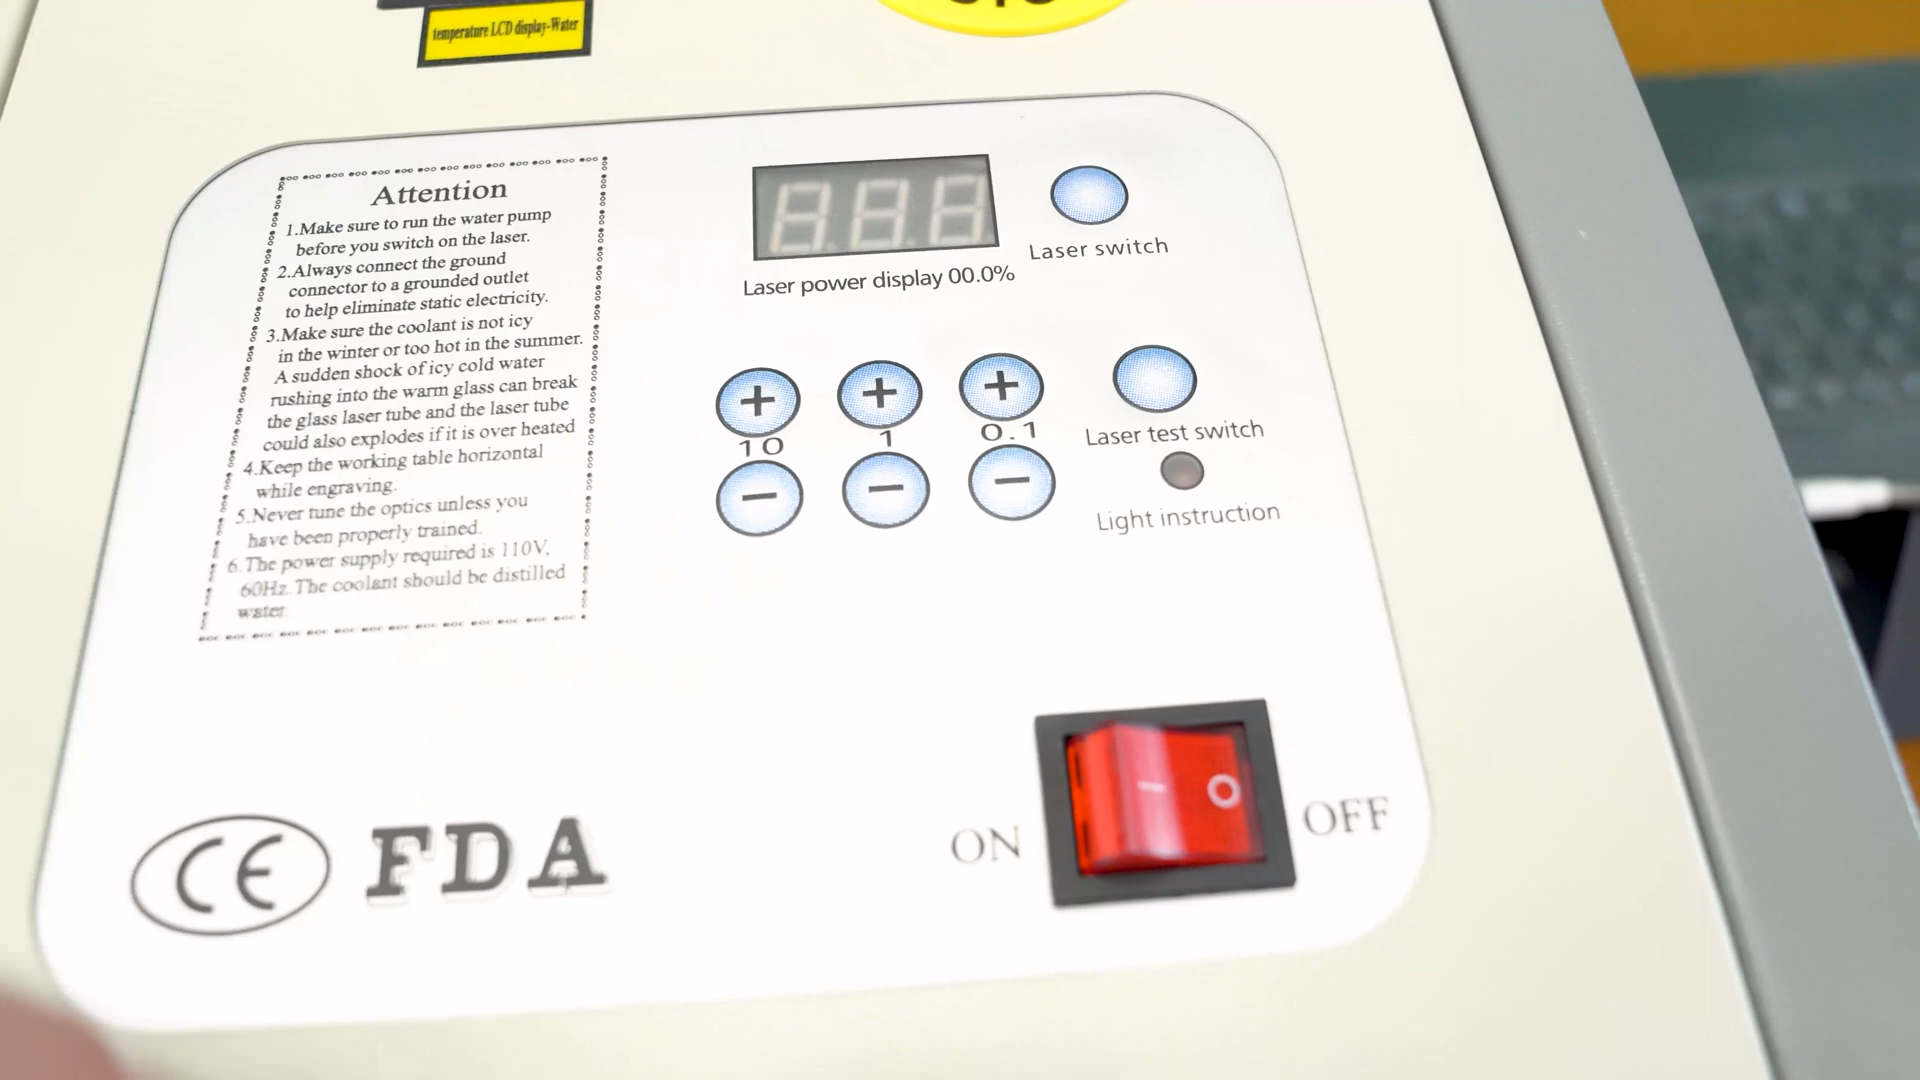 temperature LCD display-Water
Attention
1.Make sure to run the water pump
before you switch on the laser.
2.Always connect the ground
connector to a grounded outlet
to help eliminate static electricity.
3.Make sure the coolant is not icy
in the winter or too hot in the summer.
A sudden shock of icy cold water
rushing into the warm glass can break
the glass laser tube and the laser tube
could also explodes if it is over heated
4.Keep the working table horizontal
while engraving.
5.Never tune the optics unless you
have been properly trained.
6.The power supply required is 110V,
60Hz.The coolant should be distilled
water.
Laser power display 00.0%
Laser switch
+ + +
10 1 0.1
− − −
Laser test switch
Light instruction
CE FDA
ON
OFF